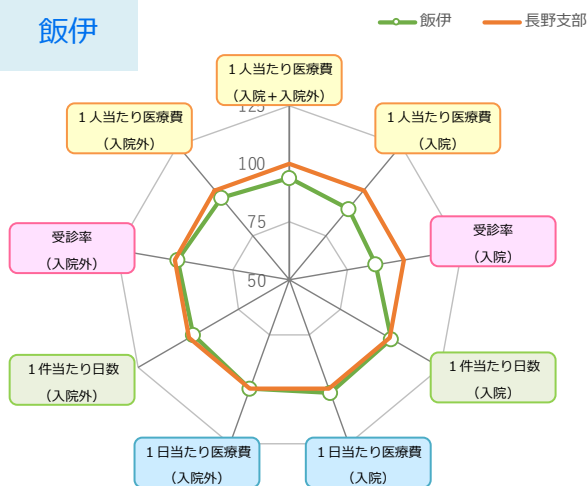 飯伊
飯伊
長野支部
１人当たり医療費
（入院＋入院外）
１人当たり医療費
（入院外）
１人当たり医療費
（入院）
125
100
75
50
受診率
（入院外）
受診率
（入院）
１件当たり日数
（入院外）
１件当たり日数
（入院）
１日当たり医療費
（入院外）
１日当たり医療費
（入院）